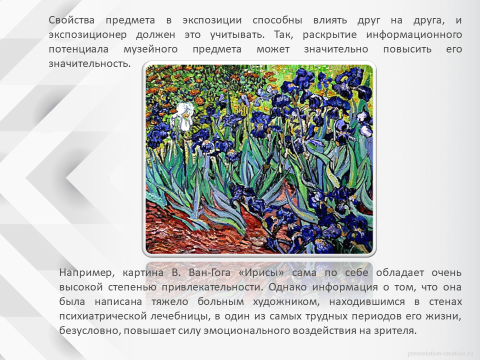 Свойства предмета в экспозиции способны влиять друг на друга, и
экспозиционер должен это учитывать. Так, раскрытие информационного
потенциала музейного предмета может значительно повысить его
значительность.
Например, картина В. Ван-Гога «Ирисы» сама по себе обладает очень
высокой степенью привлекательности. Однако информация о том, что она
была написана тяжело больным художником, находившимся в стенах
психиатрической лечебницы, в один из самых трудных периодов его жизни,
безусловно, повышает силу эмоционального воздействия на зрителя.